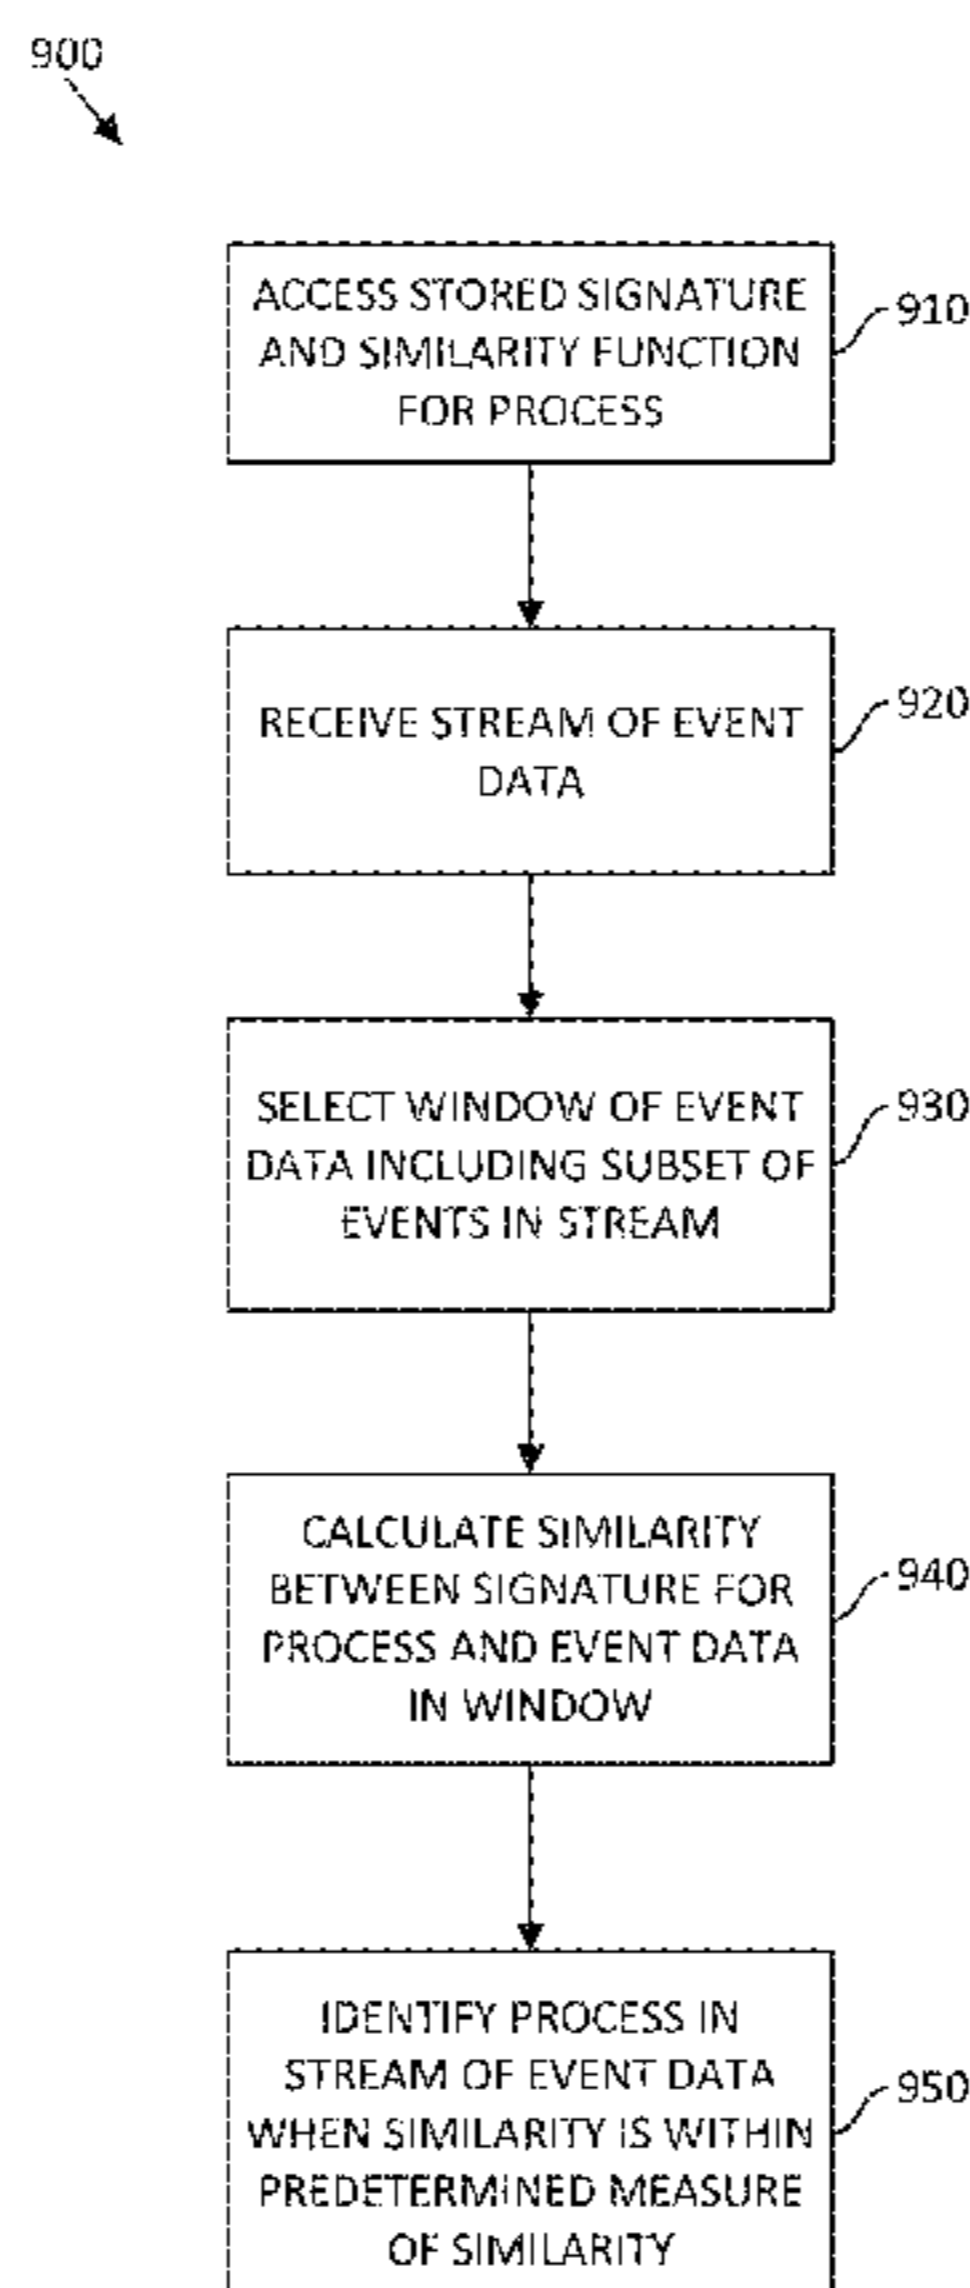 900
ACCESS STORED SIGNATURE
AND SIMILARITY FUNCTION
FOR PROCESS
910
RECEIVE STREAM OF EVENT
DATA
920
SELECT WINDOW OF EVENT
DATA INCLUDING SUBSET OF
EVENTS IN STREAM
930
CALCULATE SIMILARITY
BETWEEN SIGNATURE FOR
PROCESS AND EVENT DATA
IN WINDOW
940
IDENTIFY PROCESS IN
STREAM OF EVENT DATA
WHEN SIMILARITY IS WITHIN
PREDETERMINED MEASURE
OF SIMILARITY
950